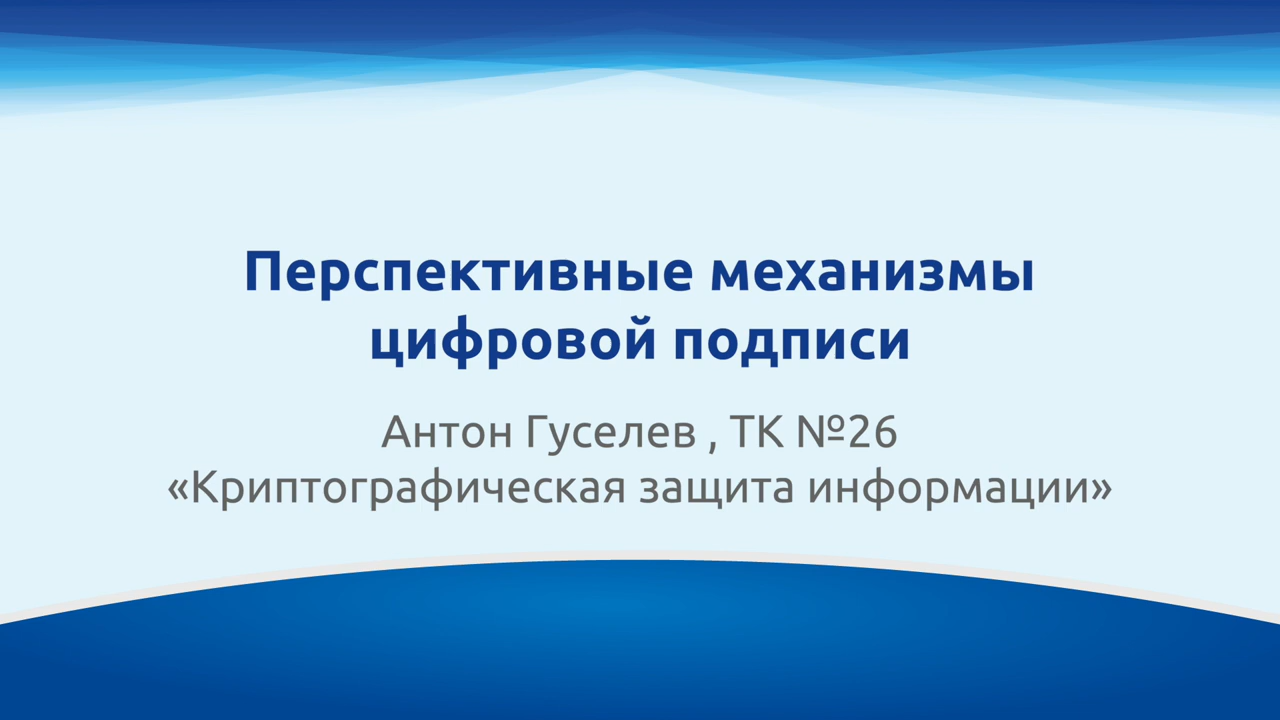 Перспективные механизмы
цифровой подписи
Антон Гуселев , ТК №26
«Криптографическая защита информации»